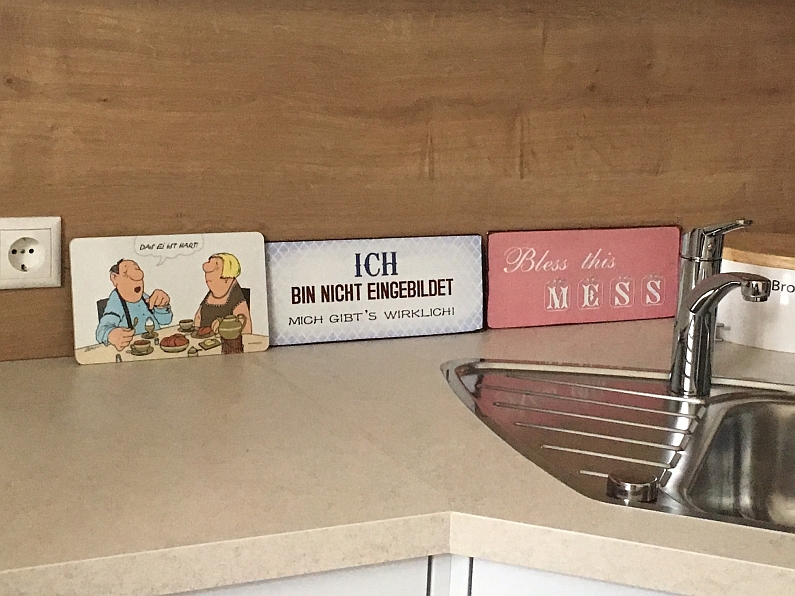 DAS EI IST HART!
ICH
BIN NICHT EINGEBILDET
MICH GIBT'S WIRKLICH!
Bless this
MESS
Bro